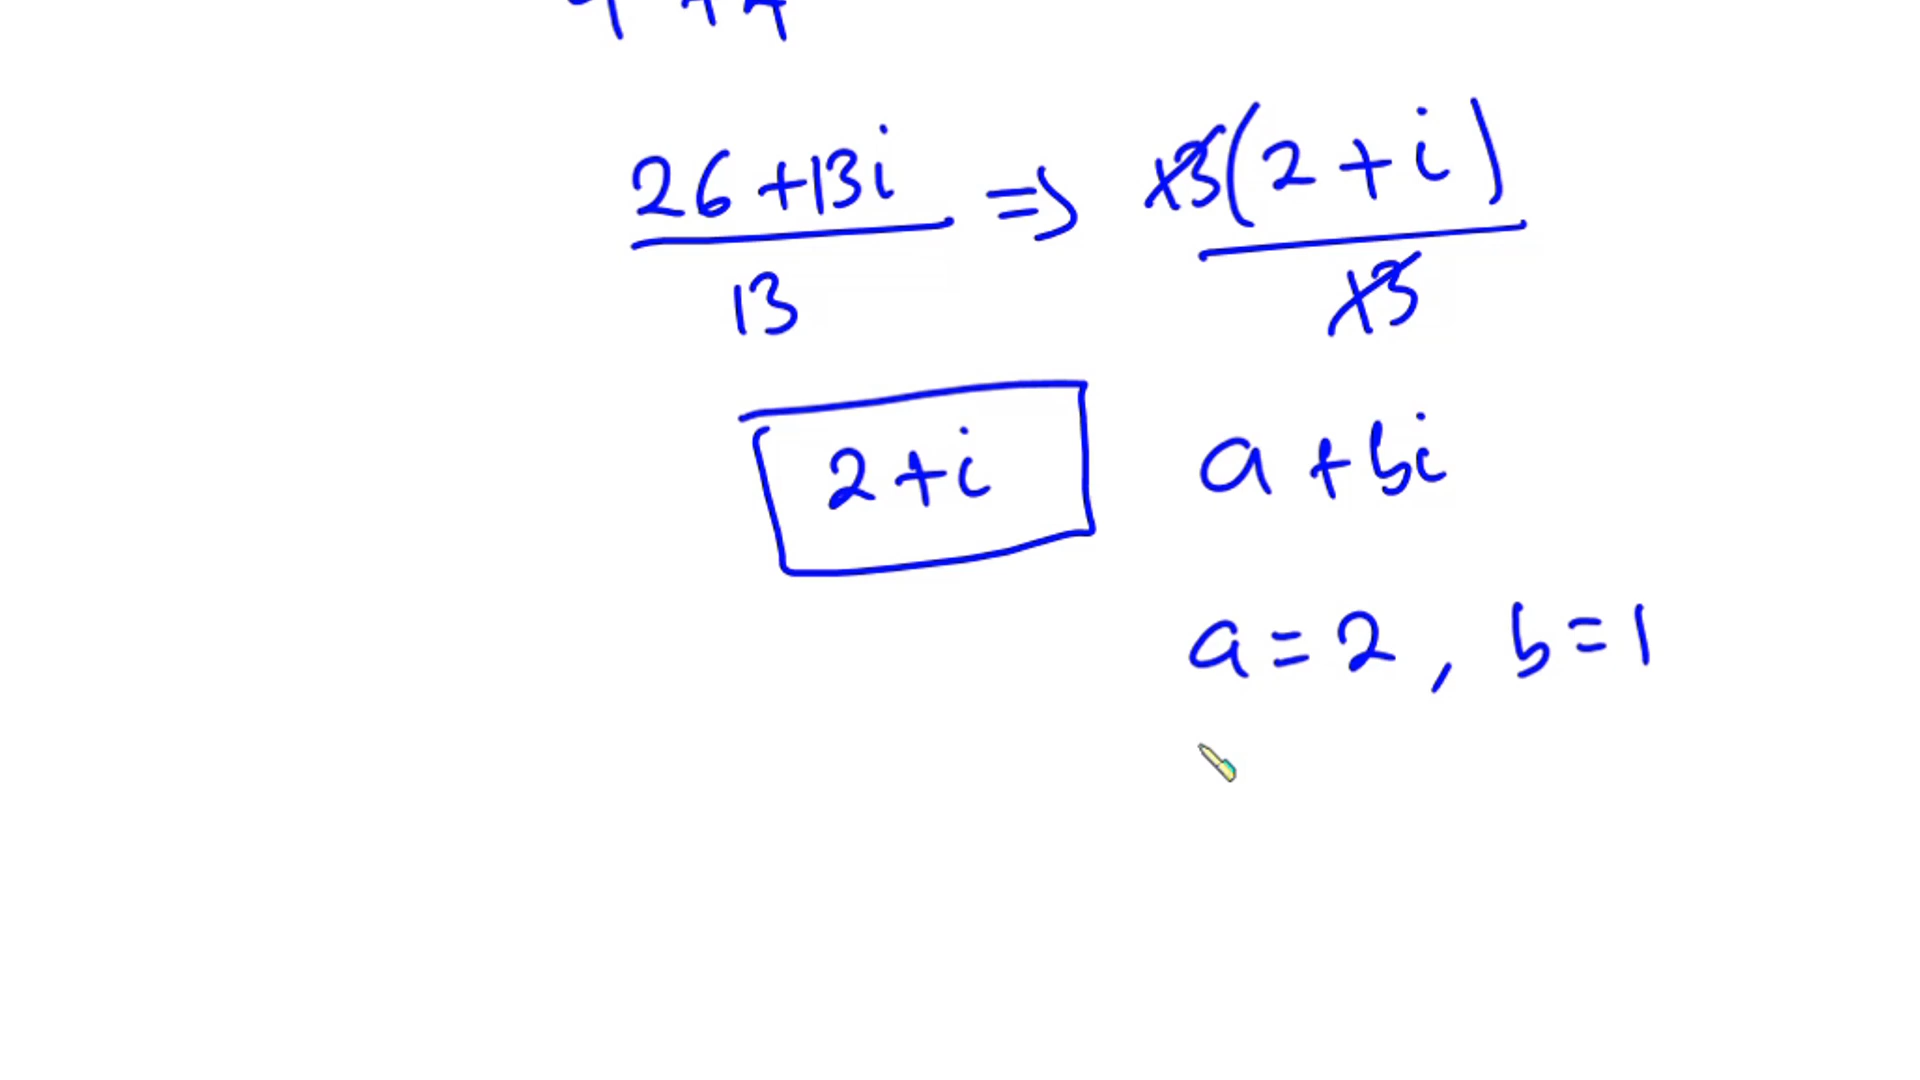 26 +13i => 13(2 + i)
13 13
2 + i a + bi
a = 2 , b = 1